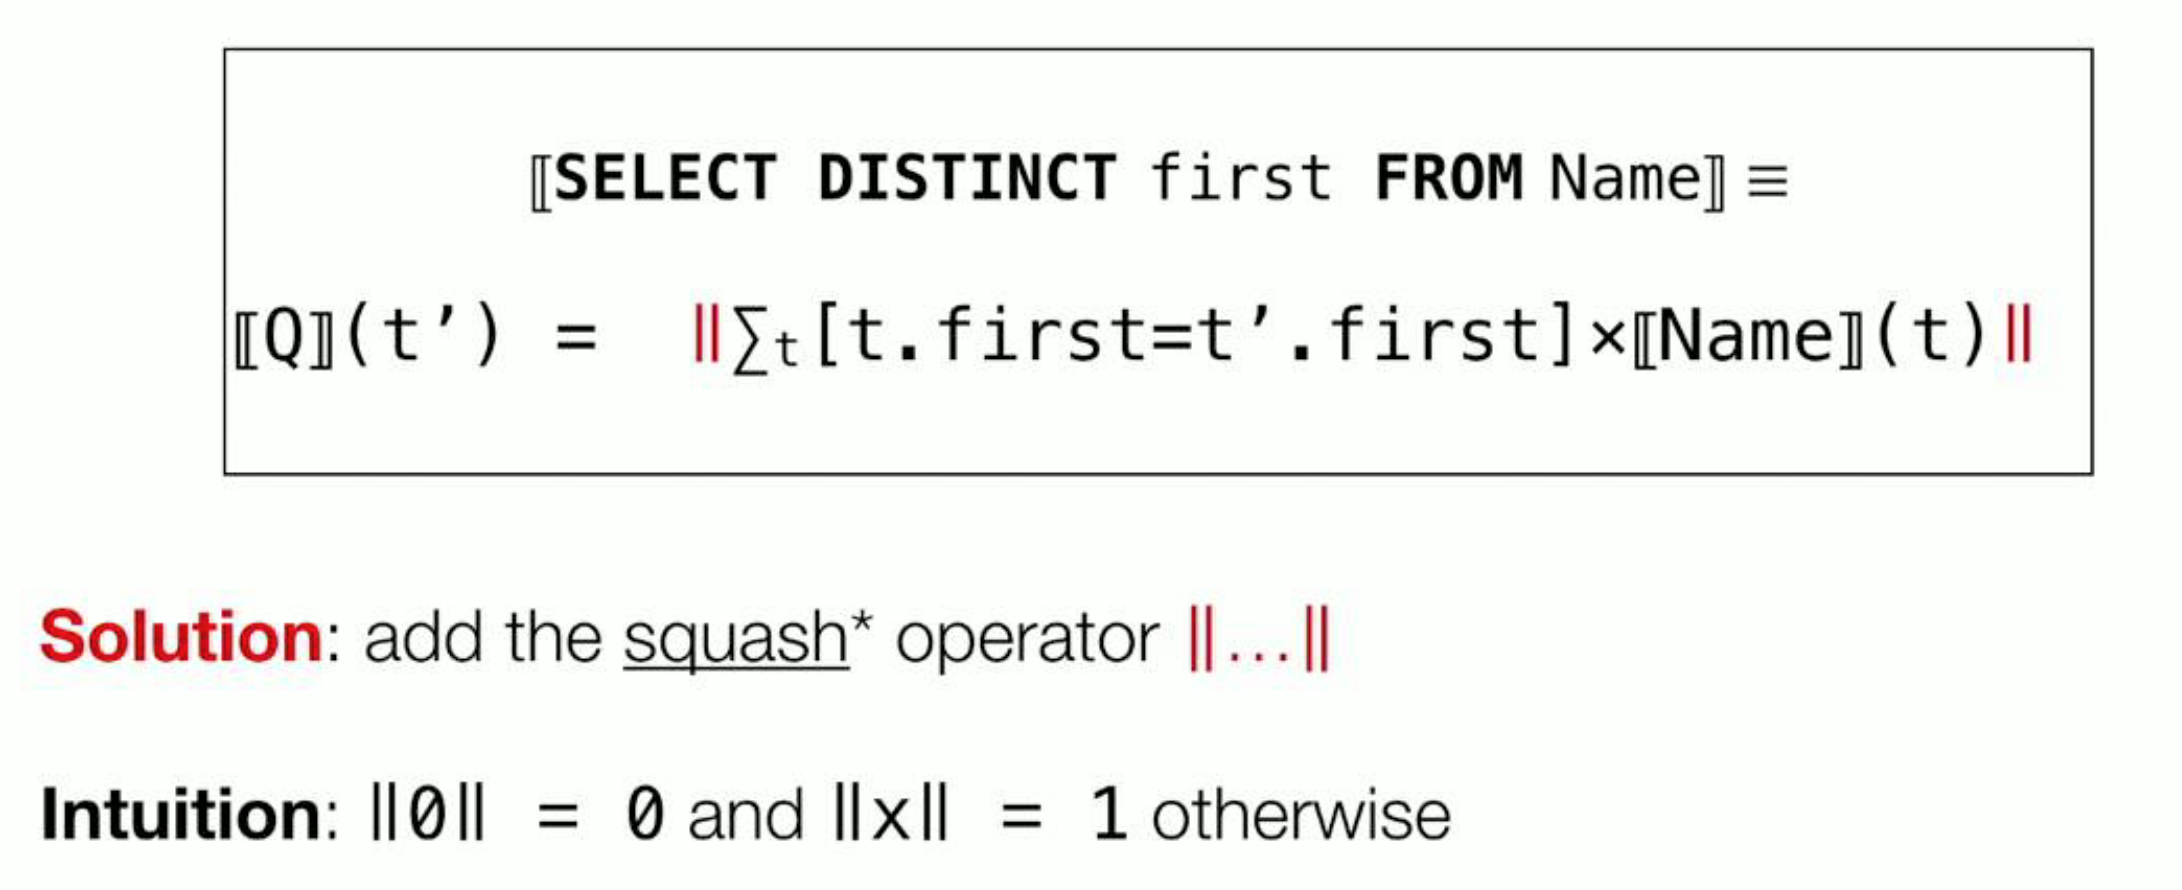 ⟦SELECT DISTINCT first FROM Name⟧ ≡
⟦Q⟧(t’) = ‖∑ₜ[t.first=t’.first]×⟦Name⟧(t)‖
Solution: add the squash* operator ‖...‖
Intuition: ‖0‖ = 0 and ‖x‖ = 1 otherwise